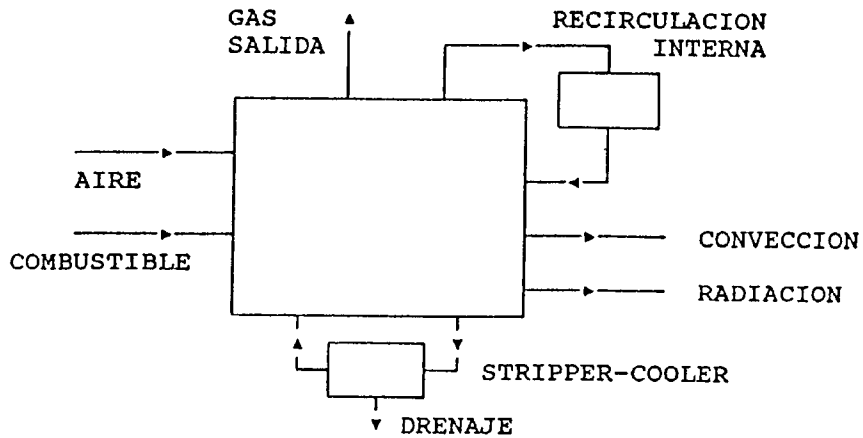 GAS
SALIDA
RECIRCULACION
INTERNA
AIRE
COMBUSTIBLE
CONVECCION
RADIACION
STRIPPER-COOLER
DRENAJE